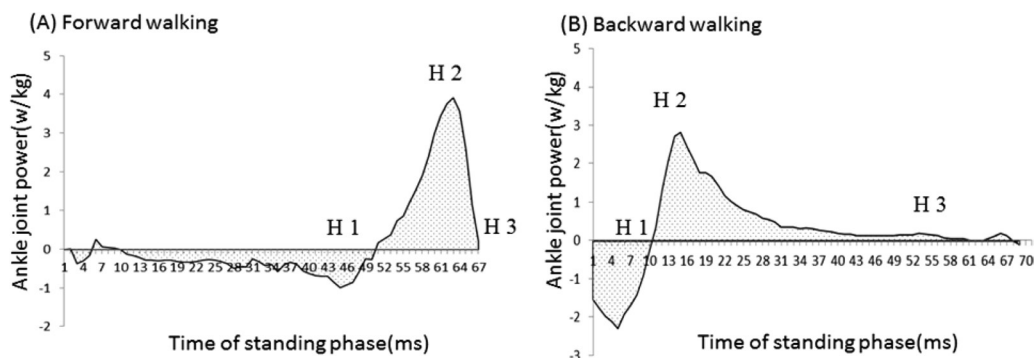 (A) Forward walking
Ankle joint power(w/kg)
5
4
3
2
1
0
-1
-2
H 1
H 2
H 3
1 4 7 10 13 16 19 22 25 28 31 34 37 40 43 46 49 52 55 58 61 64 67
Time of standing phase(ms)
(B) Backward walking
Ankle joint power(w/kg)
5
4
3
2
1
0
-1
-2
-3
H 1
H 2
H 3
1 4 7 10 13 16 19 22 25 28 31 34 37 40 43 46 49 52 55 58 61 64 67 70
Time of standing phase(ms)